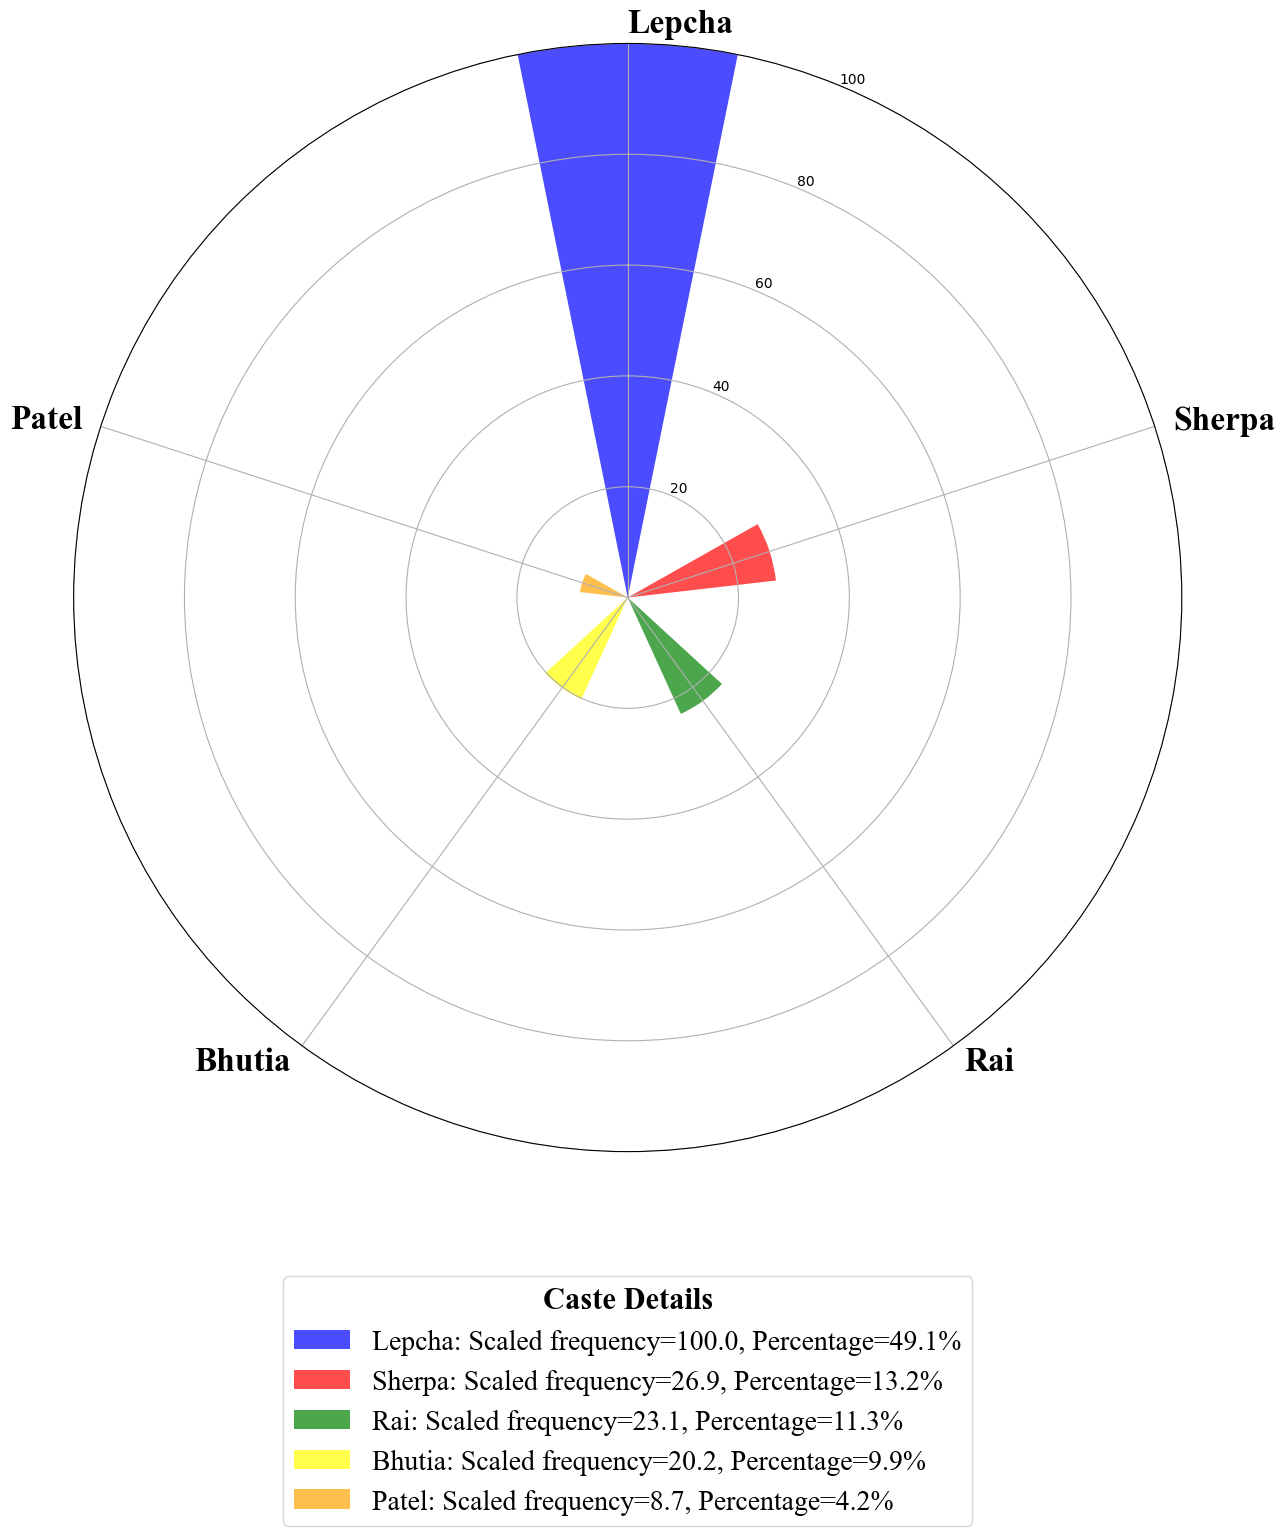 Lepcha
100
80
60
Patel
40
Sherpa
20
Bhutia
Rai
Caste Details
Lepcha: Scaled frequency=100.0, Percentage=49.1%
Sherpa: Scaled frequency=26.9, Percentage=13.2%
Rai: Scaled frequency=23.1, Percentage=11.3%
Bhutia: Scaled frequency=20.2, Percentage=9.9%
Patel: Scaled frequency=8.7, Percentage=4.2%